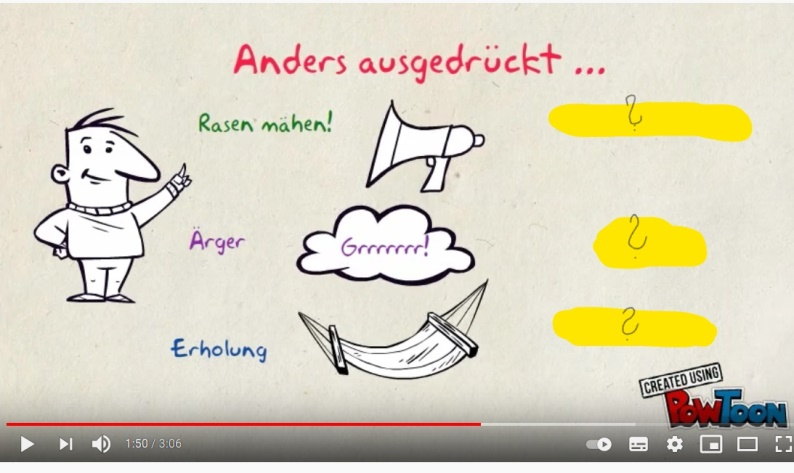 Anders ausgedrückt ...
Rasen mähen!
?
Ärger
Grrrrrrr!
?
Erholung
?
CREATED USING
POWTOON
1:50 / 3:06